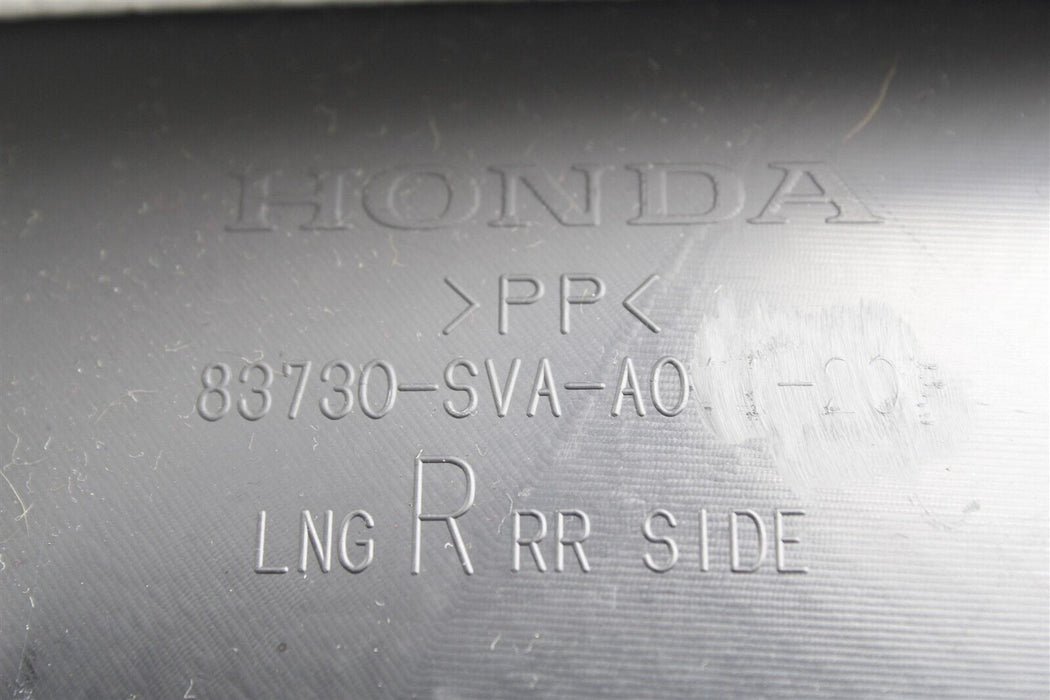 HONDA
>PP<
83730-SVA-A0
LNG R RR SIDE